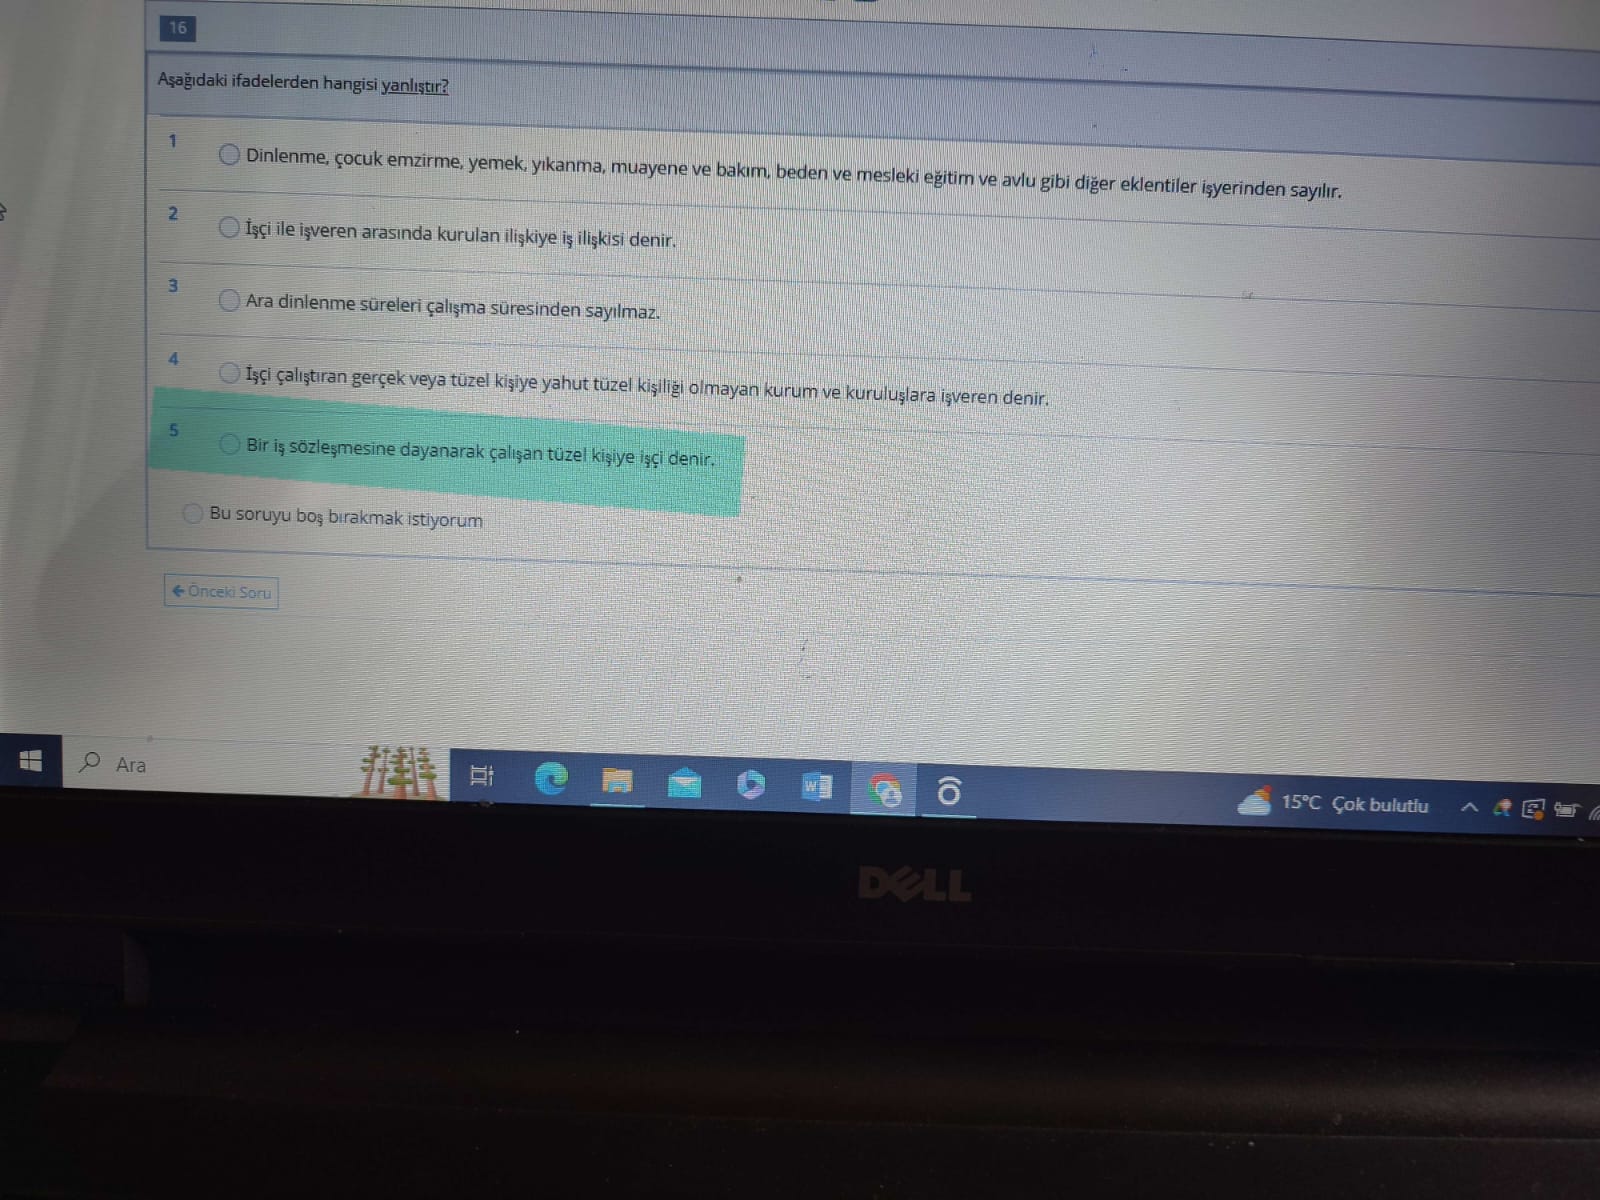 16
Aşağıdaki ifadelerden hangisi yanlıştır?
1
Dinlenme, çocuk emzirme, yemek, yıkanma, muayene ve bakım, beden ve mesleki eğitim ve avlu gibi diğer eklentiler işyerinden sayılır.
2
İşçi ile işveren arasında kurulan ilişkiye iş ilişkisi denir.
3
Ara dinlenme süreleri çalışma süresinden sayılmaz.
4
İşçi çalıştıran gerçek veya tüzel kişiye yahut tüzel kişiliği olmayan kurum ve kuruluşlara işveren denir.
5
Bir iş sözleşmesine dayanarak çalışan tüzel kişiye işçi denir.
Bu soruyu boş bırakmak istiyorum
← Önceki Soru
Ara
W
15°C Çok bulutlu
DELL